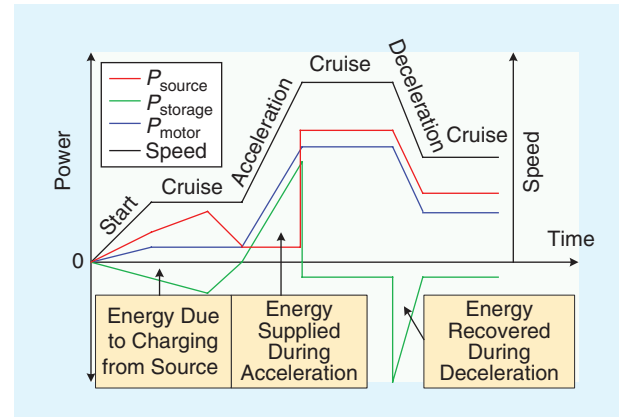 P_source
P_storage
P_motor
Speed
Power
Speed
0
Time
Start
Cruise
Acceleration
Cruise
Deceleration
Cruise
Energy Due
to Charging
from Source
Energy
Supplied
During
Acceleration
Energy
Recovered
During
Deceleration